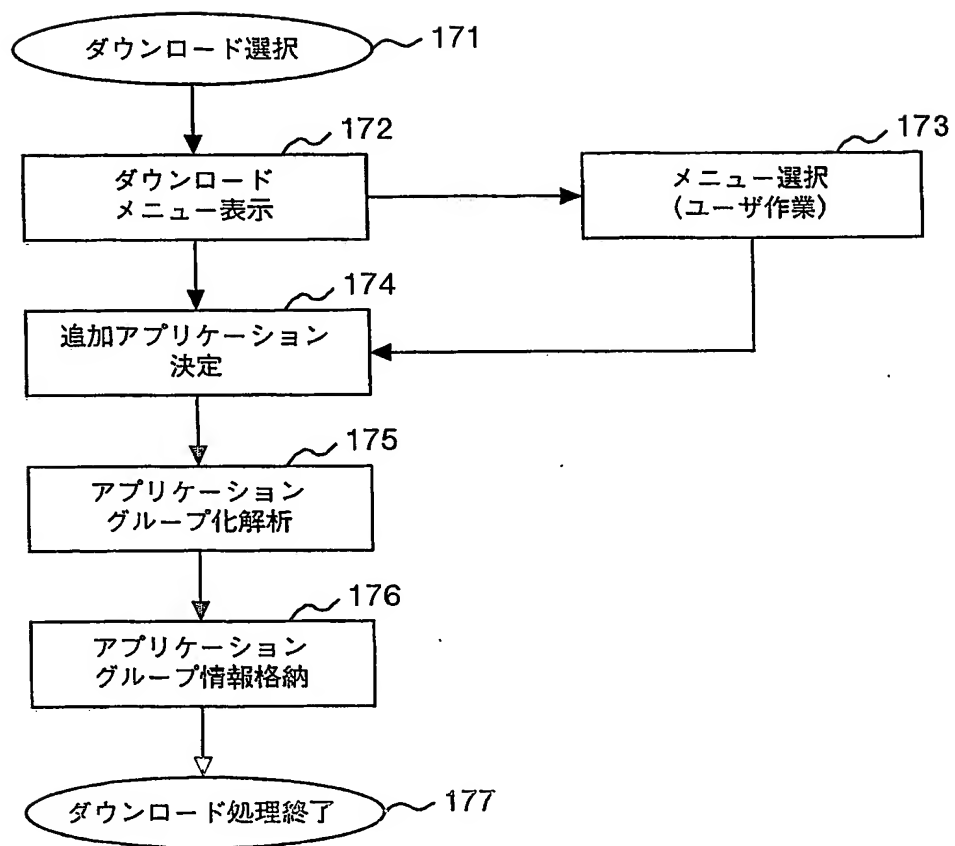 ダウンロード選択
171
172
ダウンロード
メニュー表示
173
メニュー選択
(ユーザ作業)
174
追加アプリケーション
決定
175
アプリケーション
グループ化解析
176
アプリケーション
グループ情報格納
ダウンロード処理終了
177